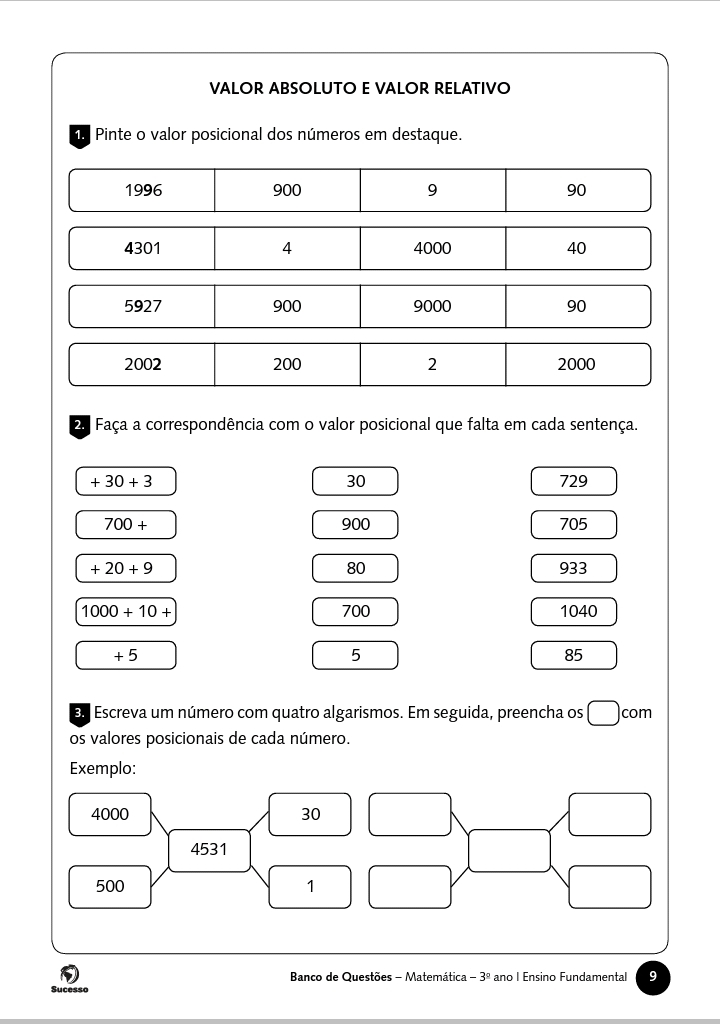 VALOR ABSOLUTO E VALOR RELATIVO
1. Pinte o valor posicional dos números em destaque.
1996 900 9 90
4301 4 4000 40
5927 900 9000 90
2002 200 2 2000
2. Faça a correspondência com o valor posicional que falta em cada sentença.
+ 30 + 3 30 729
700 + 900 705
+ 20 + 9 80 933
1000 + 10 + 700 1040
+ 5 5 85
3. Escreva um número com quatro algarismos. Em seguida, preencha os com
os valores posicionais de cada número.
Exemplo:
4000 30
4531
500 1
Sucesso
Banco de Questões – Matemática – 3º ano | Ensino Fundamental 9